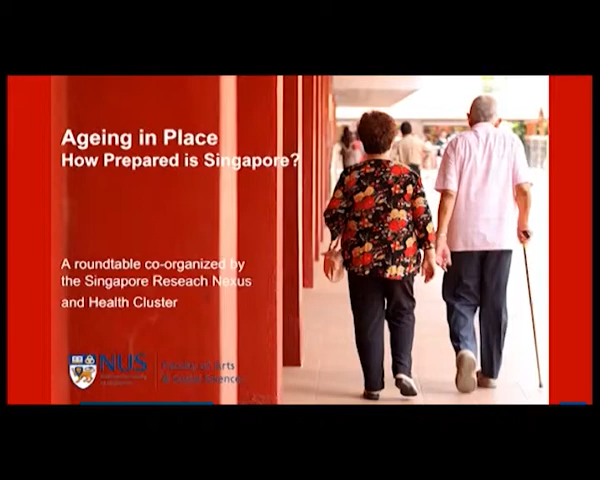 Ageing in Place
How Prepared is Singapore?
A roundtable co-organized by
the Singapore Reseach Nexus
and Health Cluster
NUS
Faculty of Arts
& Social Sciences